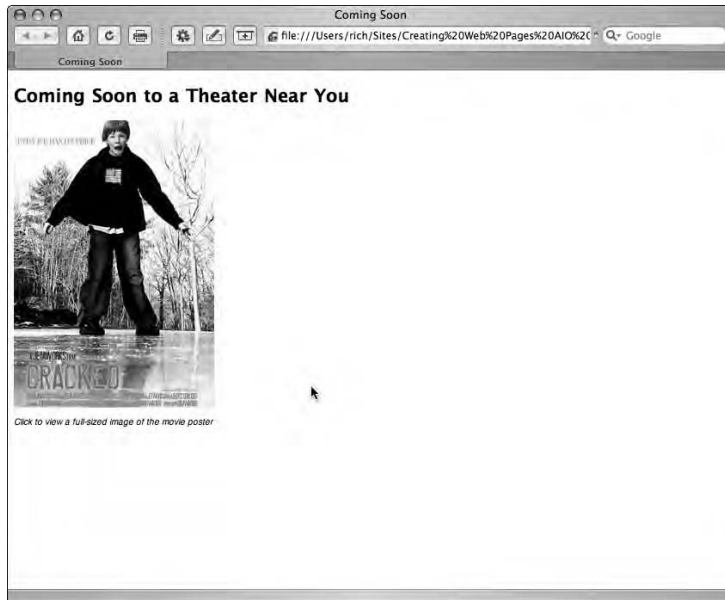 Coming Soon
file:///Users/rich/Sites/Creating%20Web%20Pages%20AIO%20(
Google
Coming Soon
Coming Soon to a Theater Near You
CRACKED
Click to view a full-sized image of the movie poster